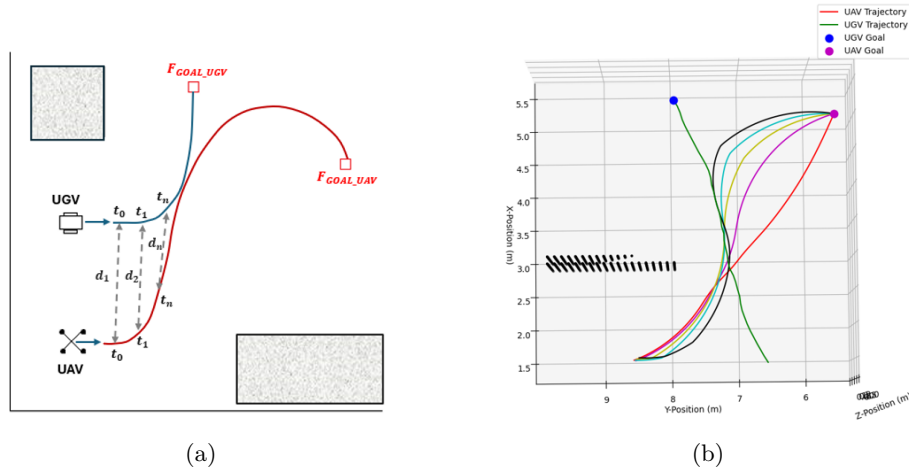 F_GOAL_UGV
F_GOAL_UAV
UGV
t_0 t_1 t_n
d_1 d_2 d_n
t_n
t_0 t_1
UAV
(a)
UAV Trajectory
UGV Trajectory
UGV Goal
UAV Goal
5.5
5.0
4.5
4.0
3.5
3.0
2.5
2.0
1.5
X-Position (m)
9 8 7 6
Y-Position (m)
Z-Position (m)
(b)